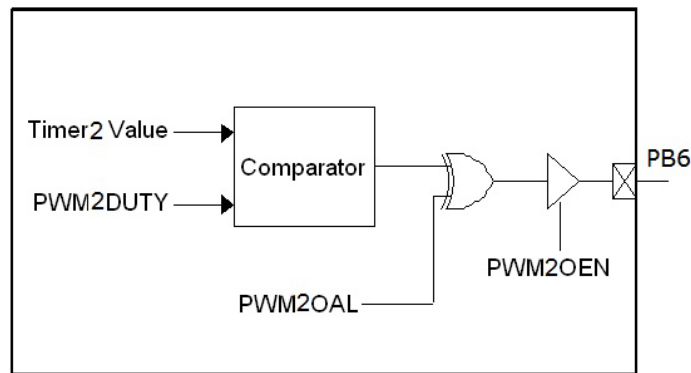 Timer2 Value
PWM2DUTY
Comparator
PB6
PWM2OEN
PWM2OAL